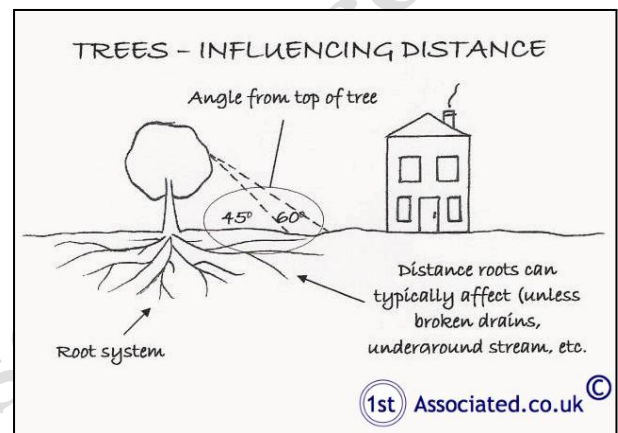 TREES – INFLUENCING DISTANCE
Angle from top of tree
45° 60°
Distance roots can
typically affect (unless
broken drains,
underground stream, etc.
Root system
1st Associated.co.uk©